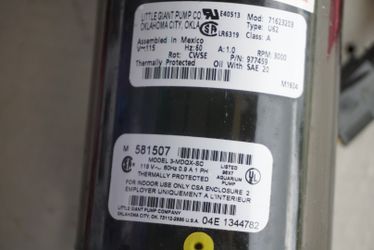 LITTLE GIANT PUMP CO
OKLAHOMA CITY, OKLA.
E40513
LR6319
Mod: 71623203
Type: U62
Class: A
Assembled in Mexico
V~115 Hz:60 A:1.0 RPM: 3000
Rot: CWSE P/N: 977459
Thermally Protected Oil With SAE 20
M1604
M 581507
MODEL 3-MDQX-SC
115 V~ 60Hz 0.9 A 1 PH
THERMALLY PROTECTED
LISTED
AQUARIUM
PUMP
FOR INDOOR USE ONLY CSA ENCLOSURE 2
EMPLOYER UNIQUEMENT A L'INTERIEUR
LITTLE GIANT PUMP COMPANY
OKLAHOMA CITY, OK. 73112-2985 U.S.A.
04E 1344782